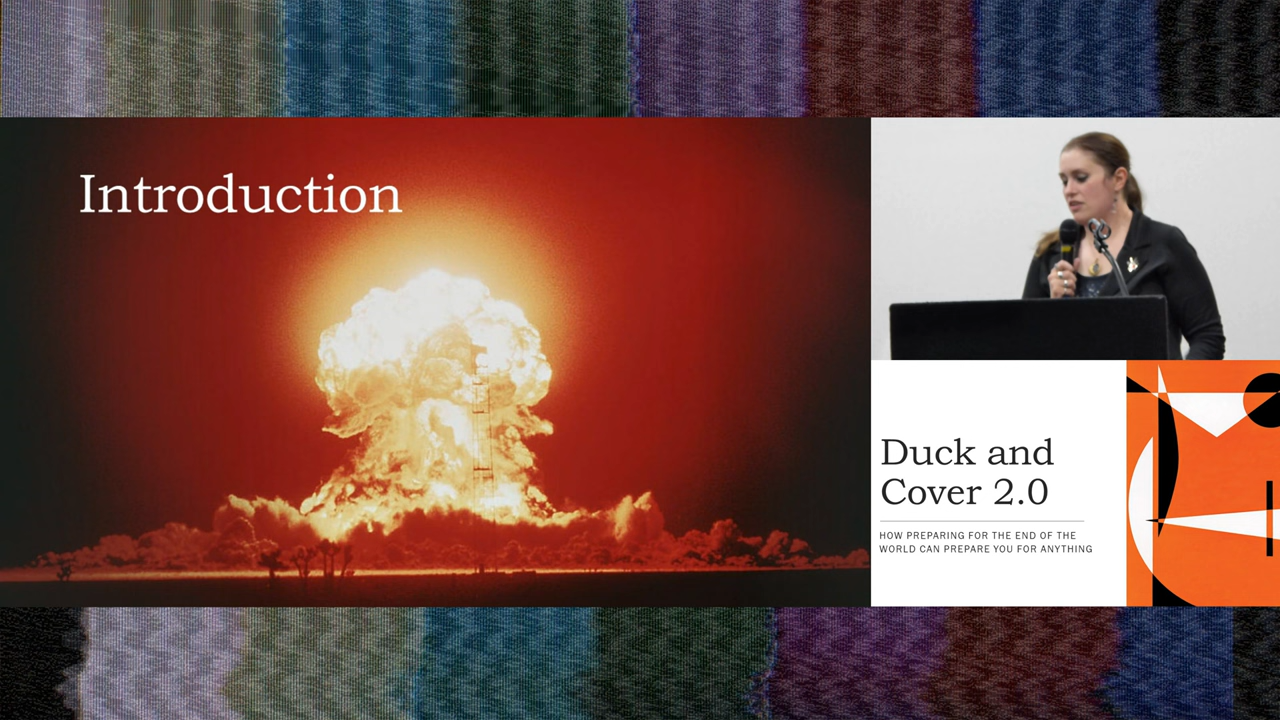 Introduction
Duck and
Cover 2.0
HOW PREPARING FOR THE END OF THE
WORLD CAN PREPARE YOU FOR ANYTHING